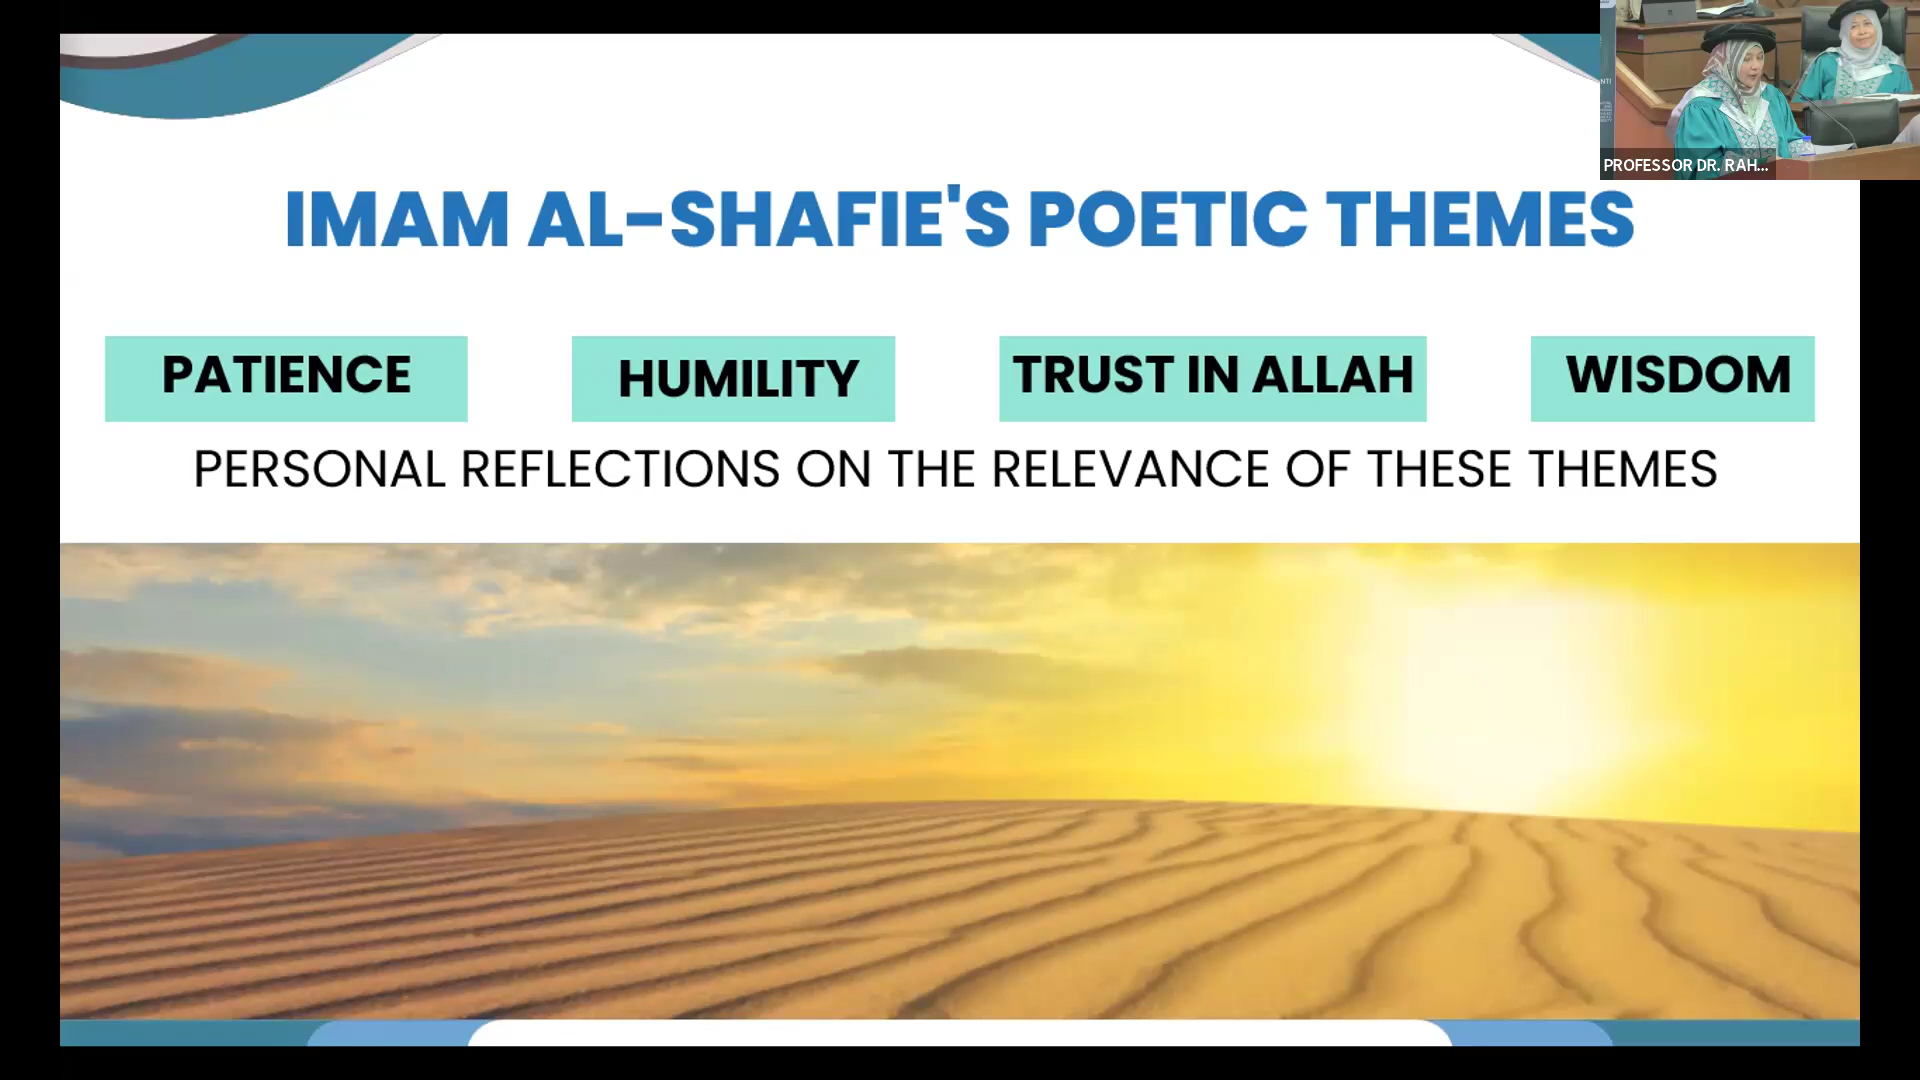 PROFESSOR DR. RAH...
IMAM AL-SHAFIE'S POETIC THEMES
PATIENCE
HUMILITY
TRUST IN ALLAH
WISDOM
PERSONAL REFLECTIONS ON THE RELEVANCE OF THESE THEMES